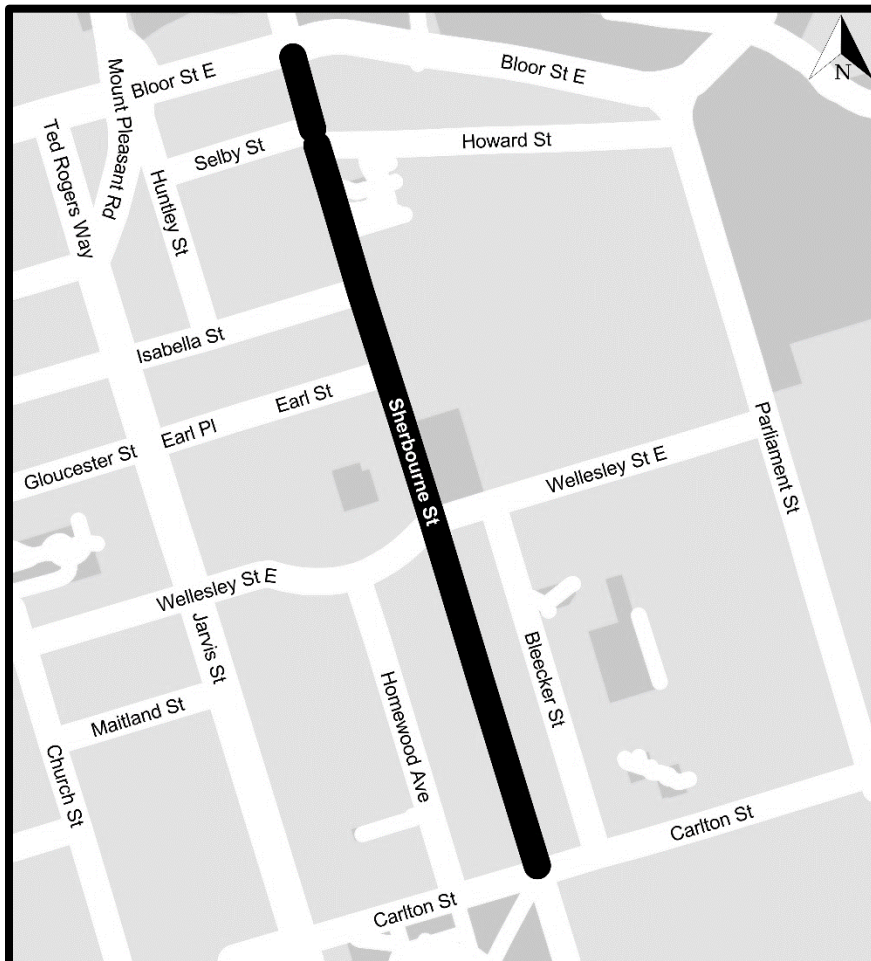 N
Bloor St E
Bloor St E
Mount Pleasant Rd
Ted Rogers Way
Selby St
Howard St
Huntley St
Isabella St
Earl St
Earl Pl
Gloucester St
Sherbourne St
Parliament St
Wellesley St E
Wellesley St E
Jarvis St
Bleecker St
Homewood Ave
Maitland St
Church St
Carlton St
Carlton St